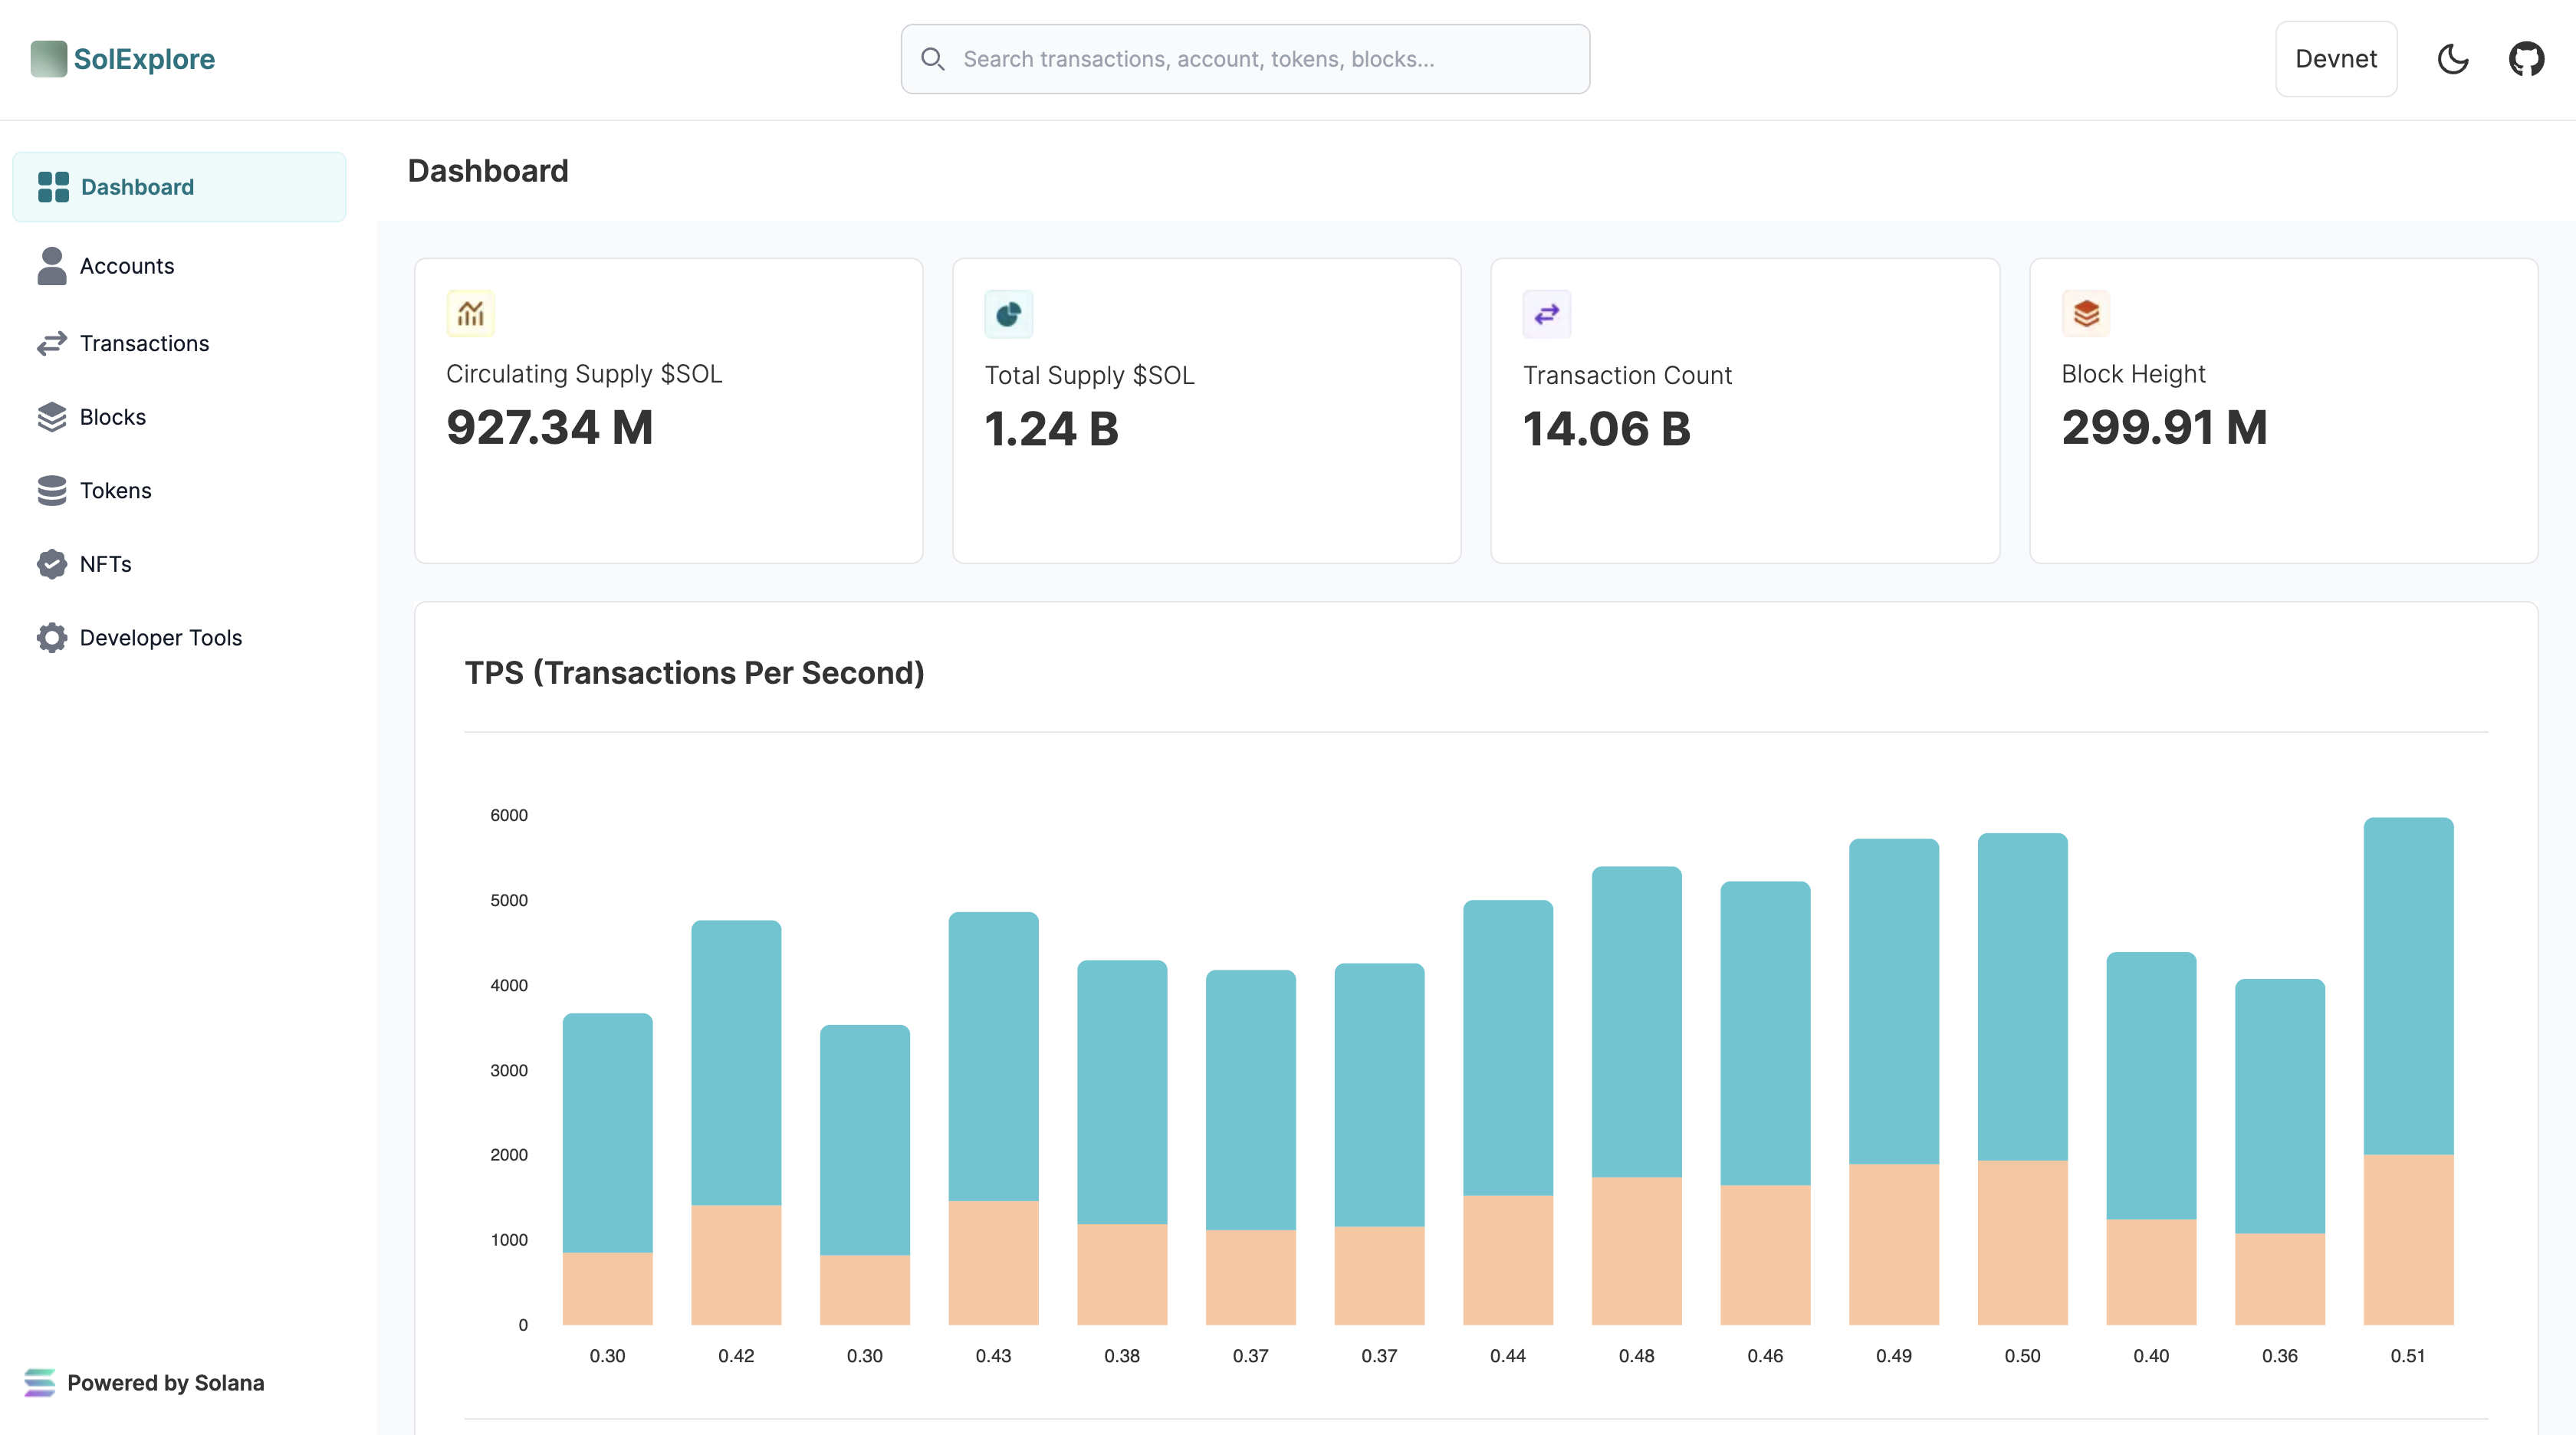 SolExplore
Search transactions, account, tokens, blocks...
Devnet
Dashboard
Accounts
Transactions
Blocks
Tokens
NFTs
Developer Tools
Powered by Solana
Dashboard
Circulating Supply $SOL
927.34 M
Total Supply $SOL
1.24 B
Transaction Count
14.06 B
Block Height
299.91 M
TPS (Transactions Per Second)
6000
5000
4000
3000
2000
1000
0
0.30 0.42 0.30 0.43 0.38 0.37 0.37 0.44 0.48 0.46 0.49 0.50 0.40 0.36 0.51